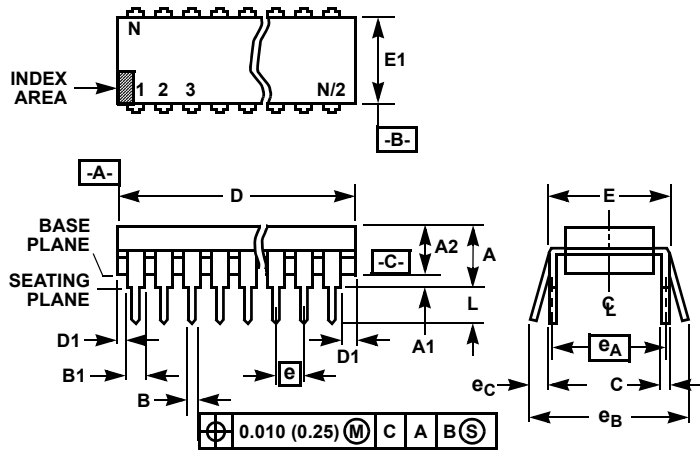 N
E1
INDEX
AREA
1 2 3 N/2
-B-
-A-
D
E
BASE
PLANE
A2
A
-C-
SEATING
PLANE
L
℄
D1
A1
D1
eA
B1
e
eC
C
B
eB
0.010 (0.25) Ⓜ C A B Ⓢ